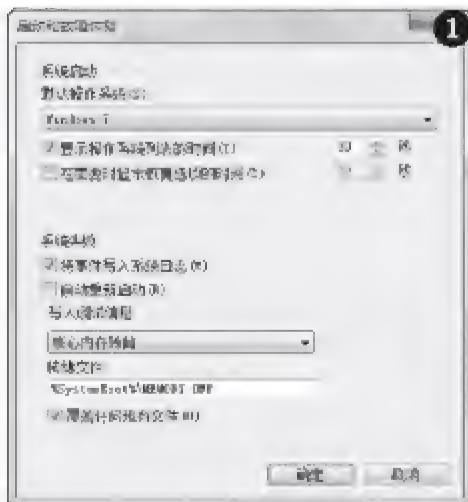 启动和故障恢复
1
系统启动
默认操作系统(S):
Windows 7
显示操作系统列表的时间(T):
30
秒
在需要时显示恢复选项的时间(D):
30
秒
系统失败
将事件写入系统日志(W)
自动重新启动(R)
写入调试信息
核心内存转储
转储文件:
%SystemRoot%\MEMORY.DMP
覆盖任何现有文件(O)
确定
取消